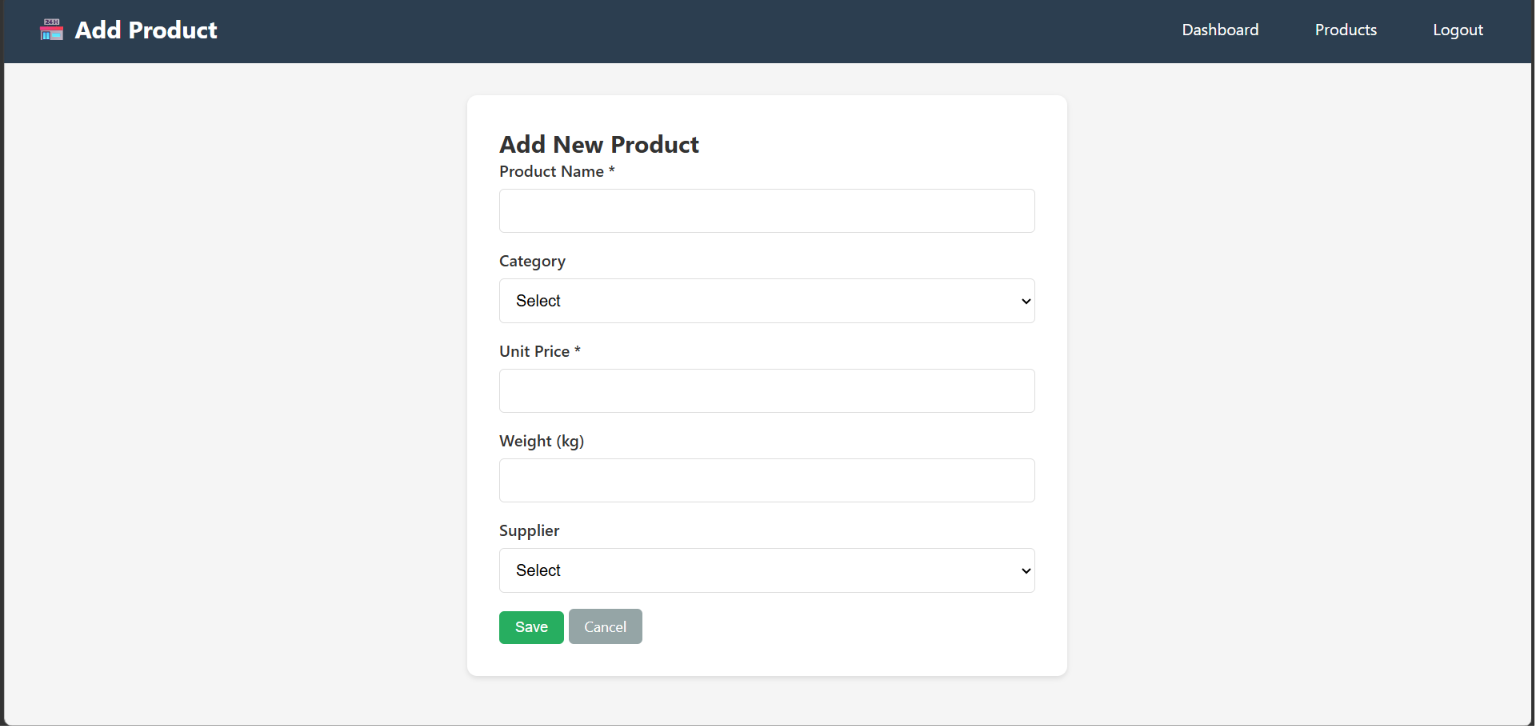 Add Product
Dashboard Products Logout
Add New Product
Product Name *
Category
Select
Unit Price *
Weight (kg)
Supplier
Select
Save Cancel